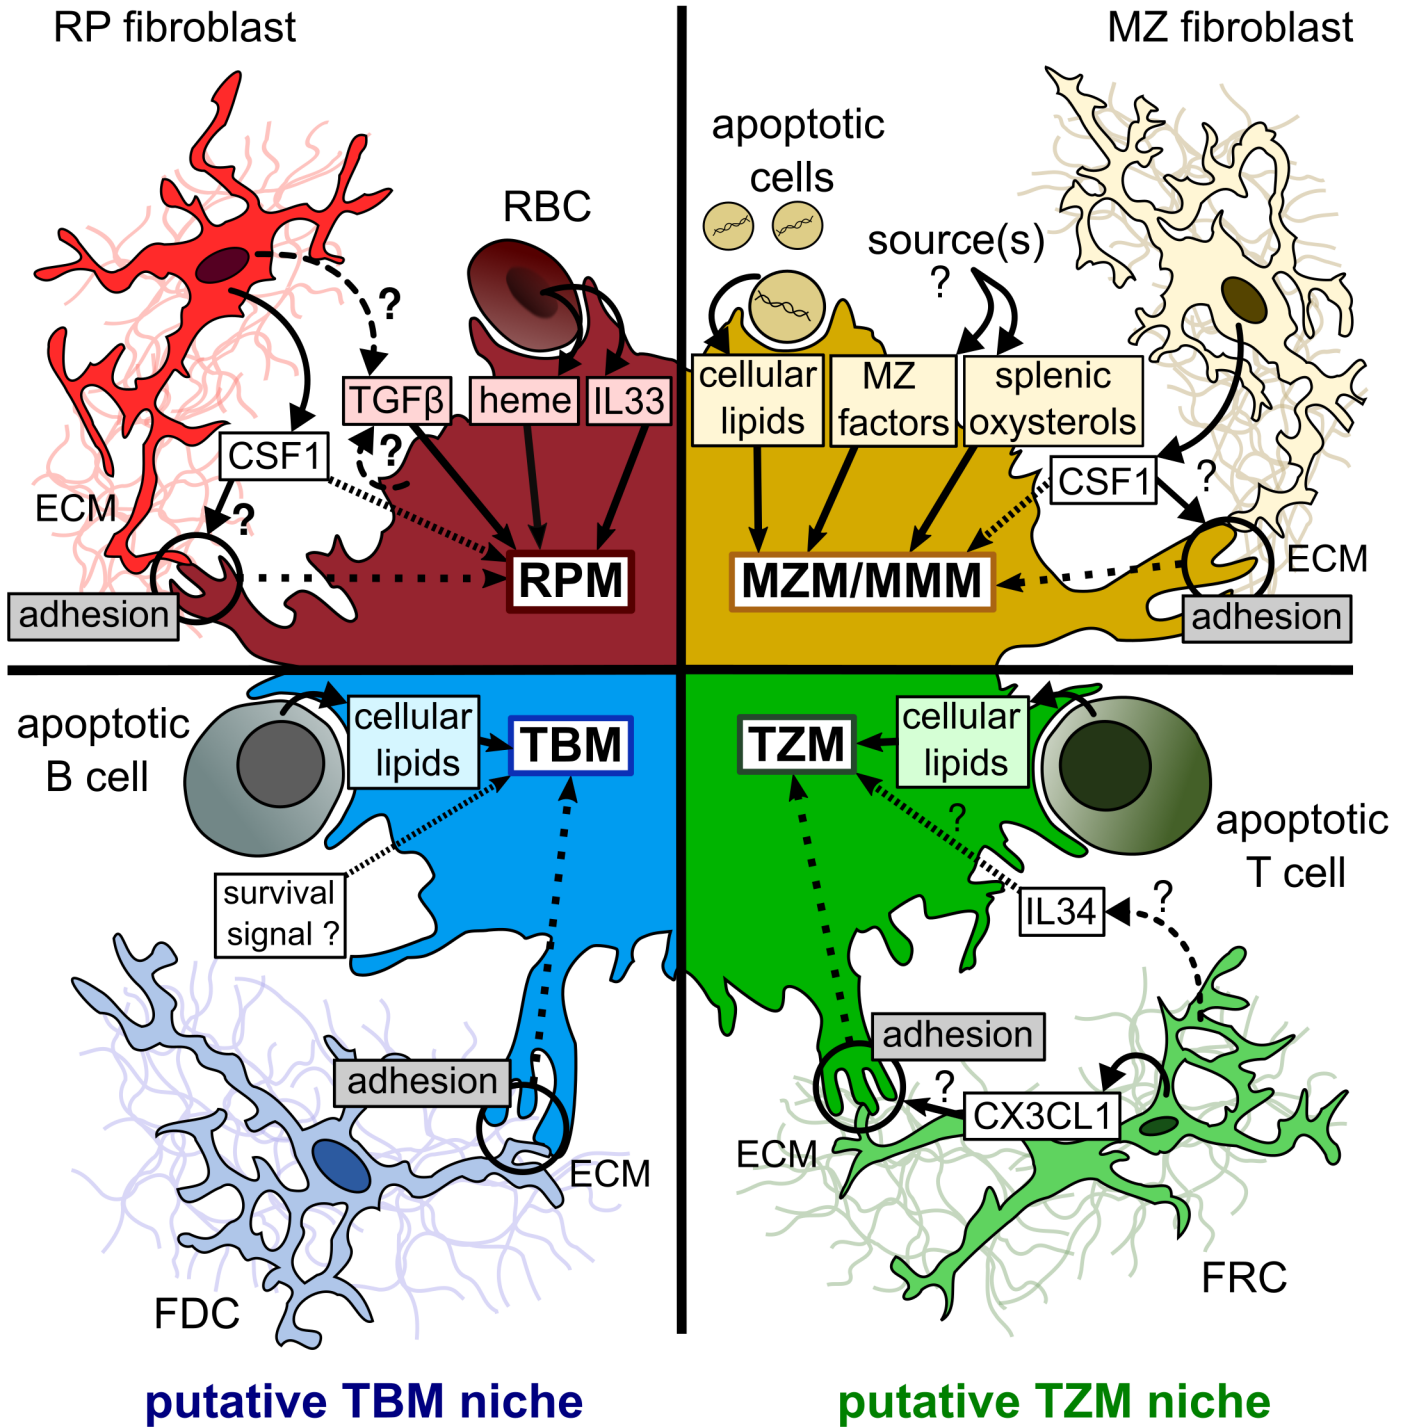 RP fibroblast
MZ fibroblast
RBC
?
TGFβ
heme
IL33
?
CSF1
ECM
?
RPM
adhesion
apoptotic
cells
source(s)
?
cellular
lipids
MZ
factors
splenic
oxysterols
CSF1
?
ECM
MZM/MMM
adhesion
apoptotic
B cell
cellular
lipids
TBM
survival
signal ?
adhesion
ECM
FDC
putative TBM niche
TZM
cellular
lipids
apoptotic
T cell
?
IL34
?
adhesion
?
CX3CL1
ECM
FRC
putative TZM niche